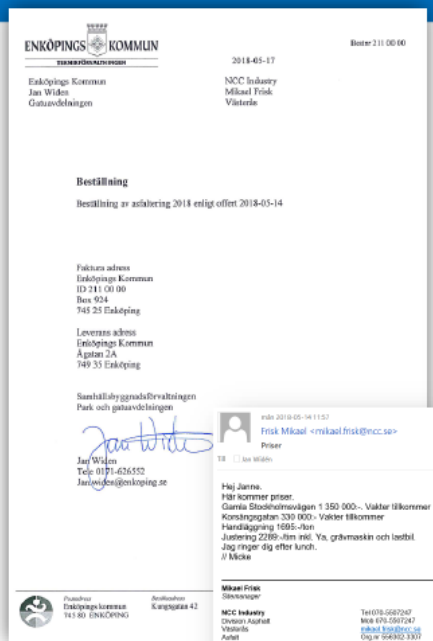 ENKÖPINGS KOMMUN
TEKNIKFÖRVALTNINGEN
Bester 211 00 00
2018-05-17
Enköpings Kommun
Jan Widen
Gatuavdelningen
NCC Industry
Mikael Frisk
Västerås
Beställning
Beställning av asfaltering 2018 enligt offert 2018-05-14
Faktura adress
Enköpings Kommun
ID 211 00 00
Box 924
745 25 Enköping
Leverans adress
Enköpings Kommun
Ågatan 2A
749 35 Enköping
Samhällsbyggnadsförvaltningen
Park och gatuavdelningen
Jan Widen
Tele 0171-626552
Jan.widen@enkoping.se
Postadress
Enköpings kommun
745 80 ENKÖPING
Besöksadress
Kungsgatan 42
mån 2018-05-14 11:57
Frisk Mikael <mikael.frisk@ncc.se>
Priser
Till Jan Widén
Hej Janne.
Här kommer priser.
Gamla Stockholmsvägen 1 350 000:-. Vakter tillkommer
Korsängsgatan 330 000:- Vakter tillkommer
Handläggning 1695:-/ton
Justering 2289:-/tim inkl. Ya, grävmaskin och lastbil.
Jag ringer dig efter lunch.
// Micke
Mikael Frisk
Sitemanager
NCC Industry
Division Asphalt
Västerås
Asfalt
Tel 070-5507247
Mob 070-5507247
mikael.frisk@ncc.se
Org.nr 556302-3307